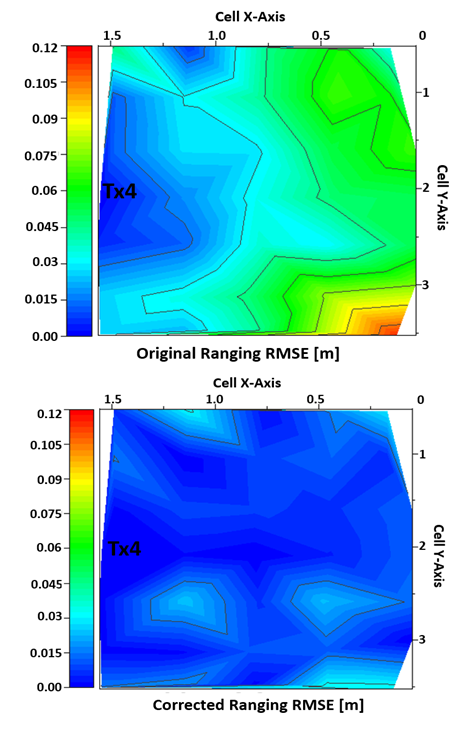 Cell X-Axis
1.5 1.0 0.5 0
0.12
0.105
0.09
0.075
0.06
0.045
0.03
0.015
0.00
Tx4
1
2
3
Cell Y-Axis
Original Ranging RMSE [m]
Cell X-Axis
1.5 1.0 0.5 0
0.12
0.105
0.09
0.075
0.06
0.045
0.03
0.015
0.00
Tx4
1
2
3
Cell Y-Axis
Corrected Ranging RMSE [m]